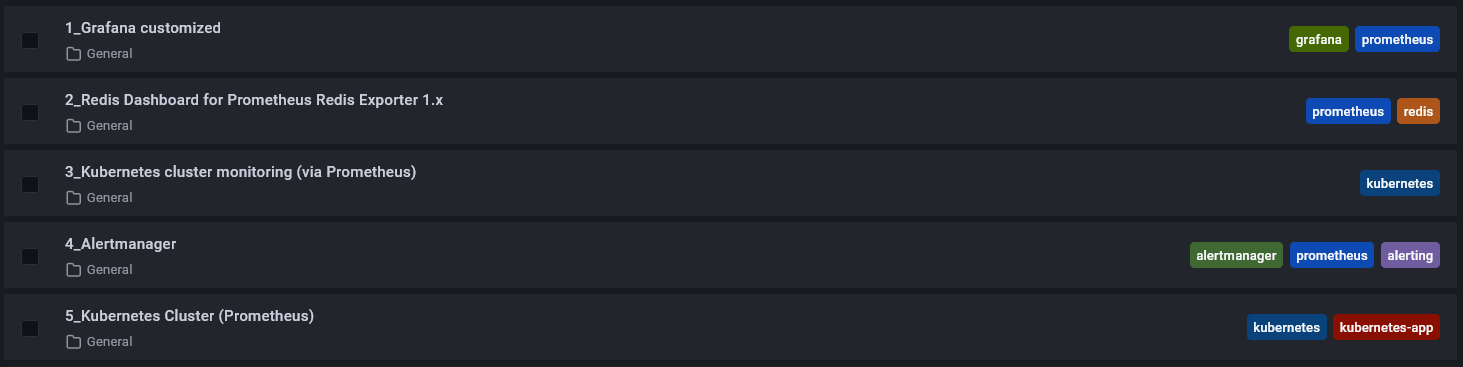 1_Grafana customized
General
grafana prometheus
2_Redis Dashboard for Prometheus Redis Exporter 1.x
General
prometheus redis
3_Kubernetes cluster monitoring (via Prometheus)
General
kubernetes
4_Alertmanager
General
alertmanager prometheus alerting
5_Kubernetes Cluster (Prometheus)
General
kubernetes kubernetes-app